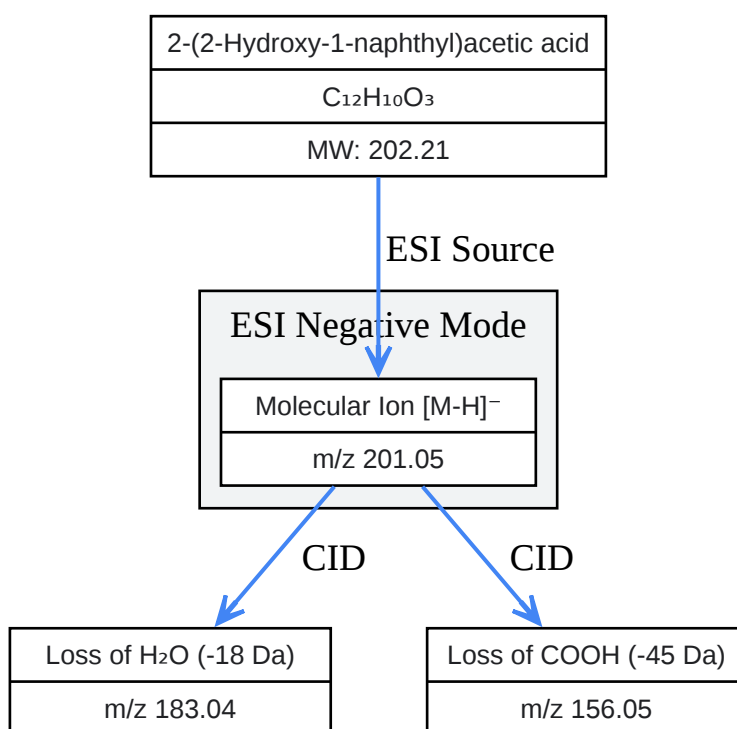 2-(2-Hydroxy-1-naphthyl)acetic acid
C₁₂H₁₀O₃
MW: 202.21
ESI Source
ESI Negative Mode
Molecular Ion [M-H]⁻
m/z 201.05
CID
CID
Loss of H₂O (-18 Da)
Loss of COOH (-45 Da)
m/z 183.04
m/z 156.05